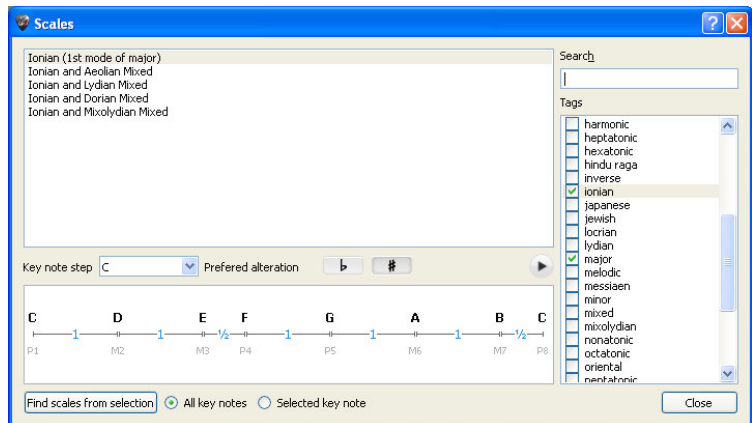 Scales
Ionian (1st mode of major)
Ionian and Aeolian Mixed
Ionian and Lydian Mixed
Ionian and Dorian Mixed
Ionian and Mixolydian Mixed
Search
Tags
harmonic
heptatonic
hexatonic
hindu raga
inverse
ionian
japanese
jewish
locrian
lydian
major
melodic
messiaen
minor
mixed
mixolydian
nonatonic
octatonic
oriental
pentatonic
Key note step C Prefered alteration ♭ #
C D E F G A B C
1 1 ½ 1 1 1 ½
P1 M2 M3 P4 P5 M6 M7 P8
Find scales from selection All key notes Selected key note Close